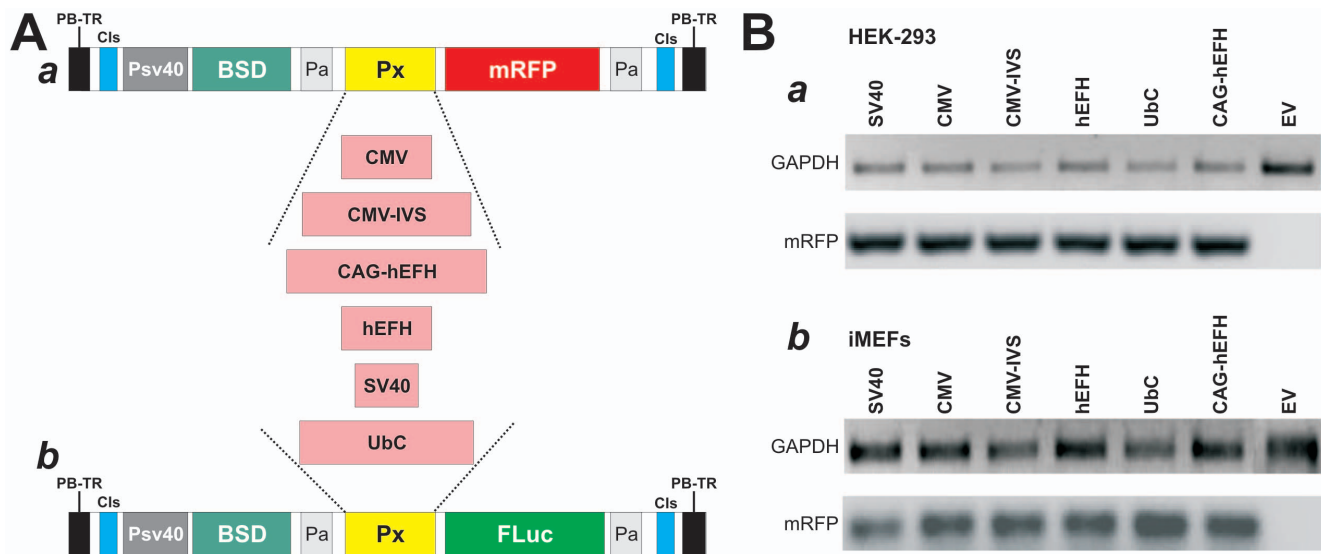 A
PB-TR PB-TR
CIs CIs
a Psv40 BSD Pa Px mRFP Pa
CMV
CMV-IVS
CAG-hEFH
hEFH
SV40
UbC
b
PB-TR PB-TR
CIs CIs
Psv40 BSD Pa Px FLuc Pa
B
HEK-293
a SV40 CMV CMV-IVS hEFH UbC CAG-hEFH EV
GAPDH
mRFP
b iMEFs
SV40 CMV CMV-IVS hEFH UbC CAG-hEFH EV
GAPDH
mRFP